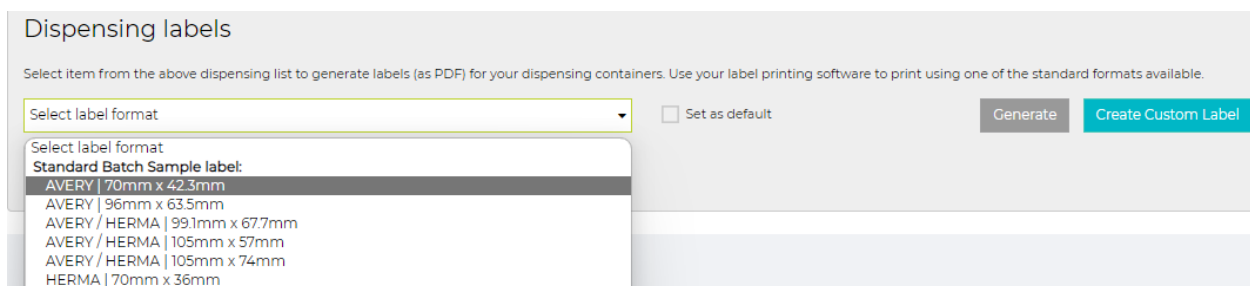 Dispensing labels
Select item from the above dispensing list to generate labels (as PDF) for your dispensing containers. Use your label printing software to print using one of the standard formats available.
Select label format
Set as default
Generate
Create Custom Label
Select label format
Standard Batch Sample label:
AVERY | 70mm x 42.3mm
AVERY | 96mm x 63.5mm
AVERY / HERMA | 99.1mm x 67.7mm
AVERY / HERMA | 105mm x 57mm
AVERY / HERMA | 105mm x 74mm
HERMA | 70mm x 36mm